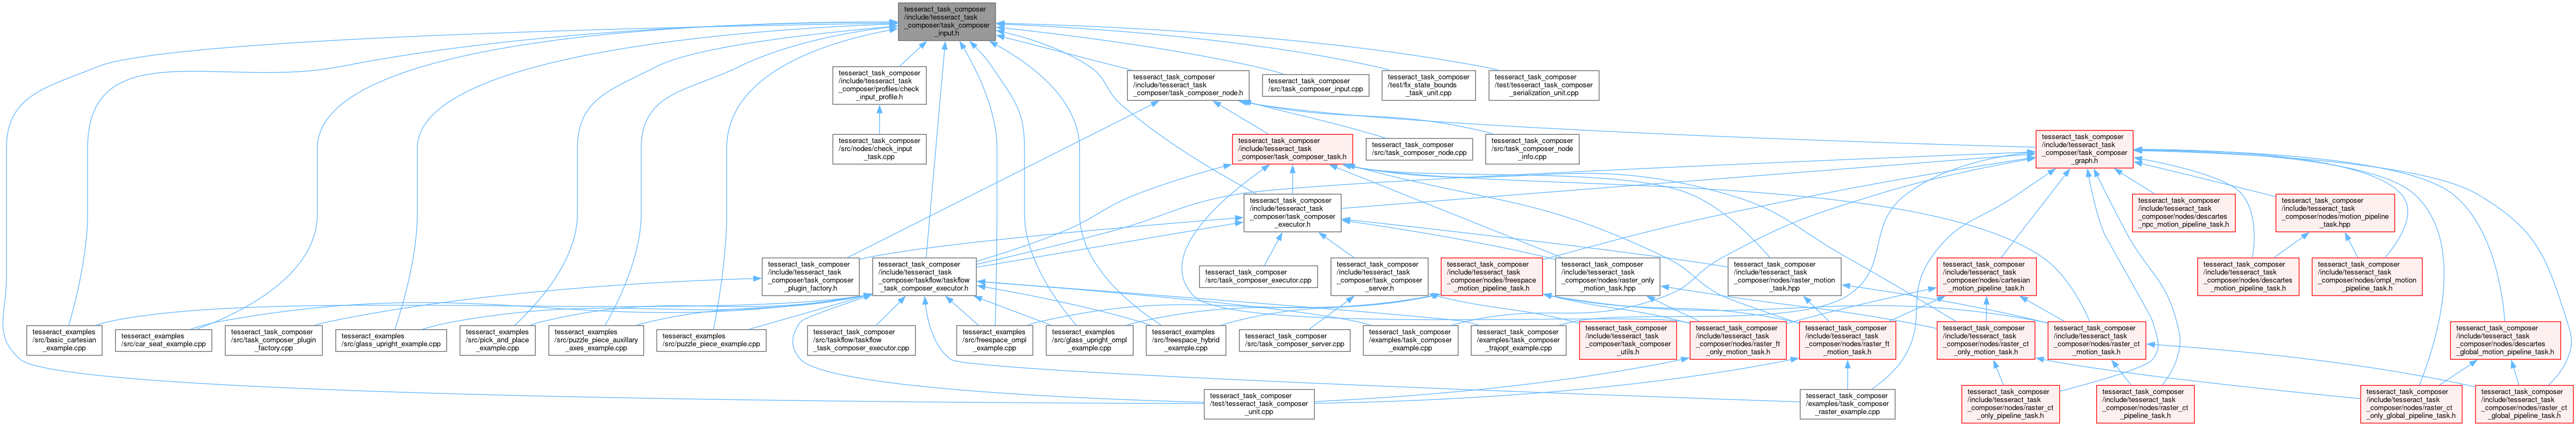 tesseract_task_composer
/include/tesseract_task
_composer/task_composer
_input.h
tesseract_task_composer
/include/tesseract_task
_composer/profiles/check
_input_profile.h
tesseract_task_composer
/include/tesseract_task
_composer/task_composer_node.h
tesseract_task_composer
/src/task_composer_input.cpp
tesseract_task_composer
/test/fix_state_bounds
_task_unit.cpp
tesseract_task_composer
/test/tesseract_task_composer
_serialization_unit.cpp
tesseract_task_composer
/src/nodes/check_input
_task.cpp
tesseract_task_composer
/include/tesseract_task
_composer/task_composer_task.h
tesseract_task_composer
/src/task_composer_node.cpp
tesseract_task_composer
/src/task_composer_node
_info.cpp
tesseract_task_composer
/include/tesseract_task
_composer/task_composer
_graph.h
tesseract_task_composer
/include/tesseract_task
_composer/task_composer
_executor.h
tesseract_task_composer
/include/tesseract_task
_composer/nodes/descartes
_npc_motion_pipeline_task.h
tesseract_task_composer
/include/tesseract_task
_composer/nodes/motion_pipeline
_task.hpp
tesseract_task_composer
/include/tesseract_task
_composer/task_composer
_plugin_factory.h
tesseract_task_composer
/include/tesseract_task
_composer/taskflow/taskflow
_task_composer_executor.h
tesseract_task_composer
/src/task_composer_executor.cpp
tesseract_task_composer
/include/tesseract_task
_composer/task_composer
_server.h
tesseract_task_composer
/include/tesseract_task
_composer/nodes/freespace
_motion_pipeline_task.h
tesseract_task_composer
/include/tesseract_task
_composer/nodes/raster_only
_motion_task.hpp
tesseract_task_composer
/include/tesseract_task
_composer/nodes/raster_motion
_task.hpp
tesseract_task_composer
/include/tesseract_task
_composer/nodes/cartesian
_motion_pipeline_task.h
tesseract_task_composer
/include/tesseract_task
_composer/nodes/descartes
_motion_pipeline_task.h
tesseract_task_composer
/include/tesseract_task
_composer/nodes/ompl_motion
_pipeline_task.h
tesseract_examples
/src/basic_cartesian
_example.cpp
tesseract_examples
/src/car_seat_example.cpp
tesseract_task_composer
/src/task_composer_plugin
_factory.cpp
tesseract_examples
/src/glass_upright_example.cpp
tesseract_examples
/src/pick_and_place
_example.cpp
tesseract_examples
/src/puzzle_piece_auxillary
_axes_example.cpp
tesseract_examples
/src/puzzle_piece_example.cpp
tesseract_task_composer
/src/taskflow/taskflow
_task_composer_executor.cpp
tesseract_examples
/src/freespace_ompl
_example.cpp
tesseract_examples
/src/glass_upright_ompl
_example.cpp
tesseract_examples
/src/freespace_hybrid
_example.cpp
tesseract_task_composer
/src/task_composer_server.cpp
tesseract_task_composer
/examples/task_composer
_example.cpp
tesseract_task_composer
/examples/task_composer
_trajopt_example.cpp
tesseract_task_composer
/include/tesseract_task
_composer/task_composer
_utils.h
tesseract_task_composer
/include/tesseract_task
_composer/nodes/raster_ft
_only_motion_task.h
tesseract_task_composer
/include/tesseract_task
_composer/nodes/raster_ft
_motion_task.h
tesseract_task_composer
/include/tesseract_task
_composer/nodes/raster_ct
_only_motion_task.h
tesseract_task_composer
/include/tesseract_task
_composer/nodes/raster_ct
_motion_task.h
tesseract_task_composer
/include/tesseract_task
_composer/nodes/descartes
_global_motion_pipeline_task.h
tesseract_task_composer
/test/tesseract_task_composer
_unit.cpp
tesseract_task_composer
/examples/task_composer
_raster_example.cpp
tesseract_task_composer
/include/tesseract_task
_composer/nodes/raster_ct
_only_pipeline_task.h
tesseract_task_composer
/include/tesseract_task
_composer/nodes/raster_ct
_pipeline_task.h
tesseract_task_composer
/include/tesseract_task
_composer/nodes/raster_ct
_only_global_pipeline_task.h
tesseract_task_composer
/include/tesseract_task
_composer/nodes/raster_ct
_global_pipeline_task.h